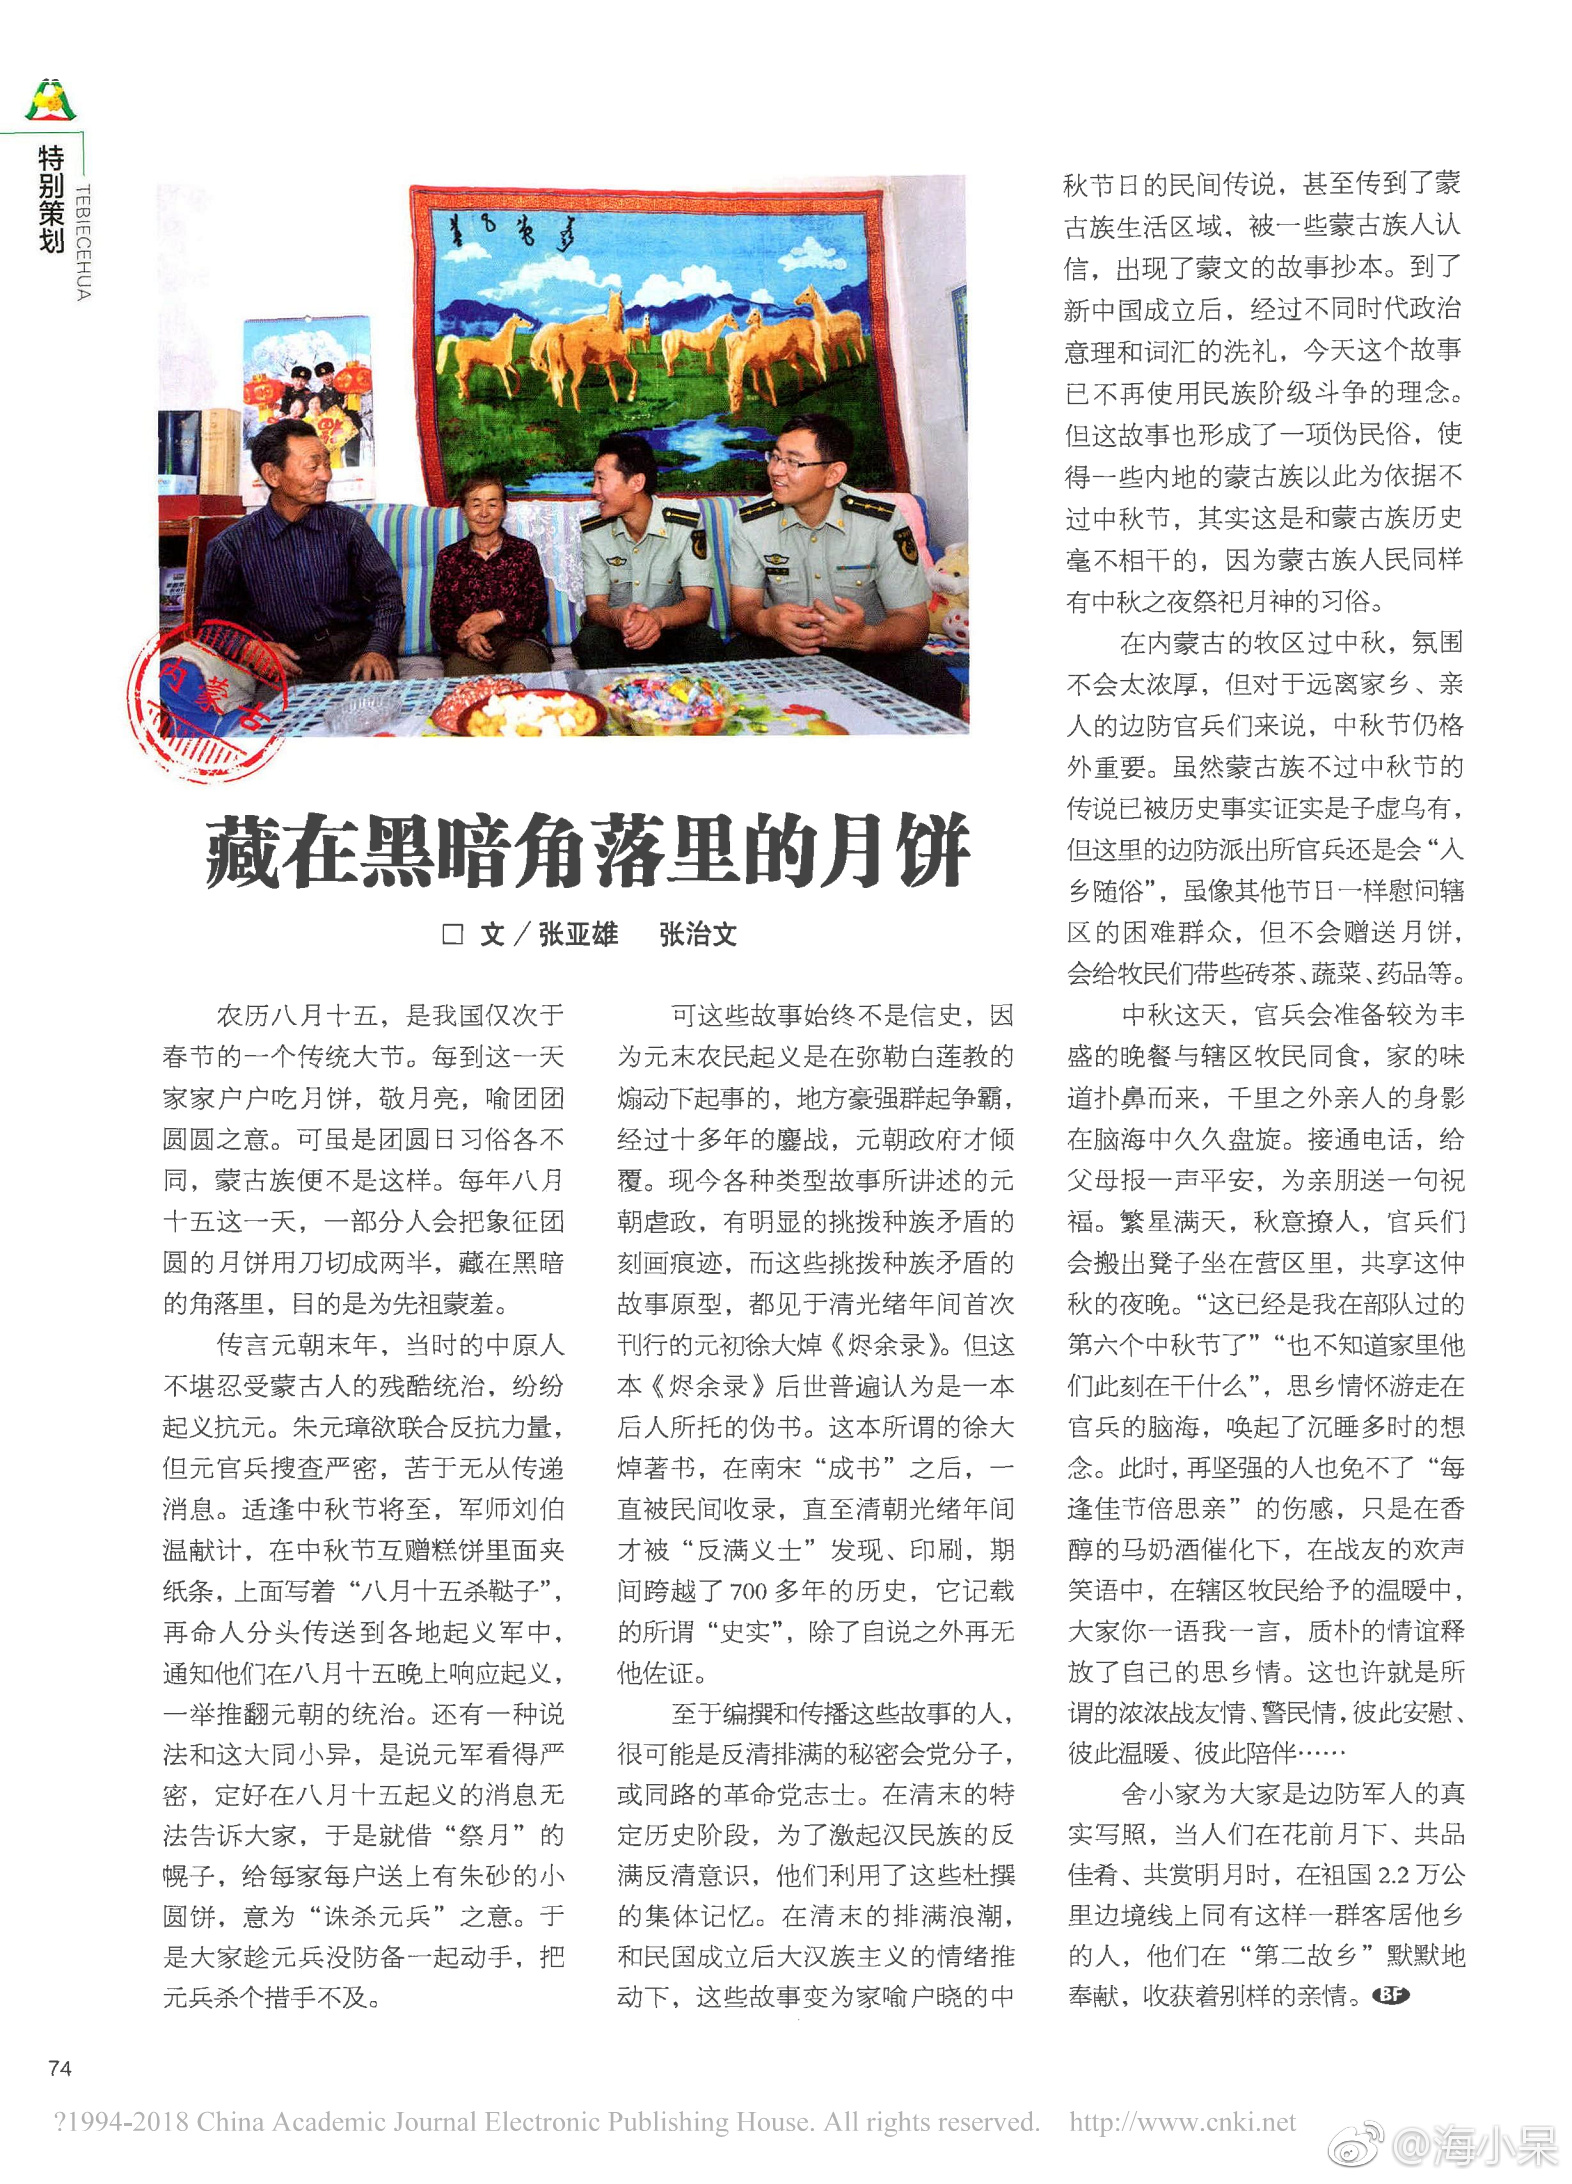 特别策划
TEBIECEHUA
内蒙古
藏在黑暗角落里的月饼
□ 文／张亚雄 张治文
农历八月十五，是我国仅次于
春节的一个传统大节。每到这一天
家家户户吃月饼，敬月亮，喻团团
圆圆之意。可虽是团圆日习俗各不
同，蒙古族便不是这样。每年八月
十五这一天，一部分人会把象征团
圆的月饼用刀切成两半，藏在黑暗
的角落里，目的是为先祖蒙羞。
传言元朝末年，当时的中原人
不堪忍受蒙古人的残酷统治，纷纷
起义抗元。朱元璋欲联合反抗力量，
但元官兵搜查严密，苦于无从传递
消息。适逢中秋节将至，军师刘伯
温献计，在中秋节互赠糕饼里面夹
纸条，上面写着“八月十五杀鞑子”，
再命人分头传送到各地起义军中，
通知他们在八月十五晚上响应起义，
一举推翻元朝的统治。还有一种说
法和这大同小异，是说元军看得严
密，定好在八月十五起义的消息无
法告诉大家，于是就借“祭月”的
幌子，给每家每户送上有朱砂的小
圆饼，意为“诛杀元兵”之意。于
是大家趁元兵没防备一起动手，把
元兵杀个措手不及。
可这些故事始终不是信史，因
为元末农民起义是在弥勒白莲教的
煽动下起事的，地方豪强群起争霸，
经过十多年的鏖战，元朝政府才倾
覆。现今各种类型故事所讲述的元
朝虐政，有明显的挑拨种族矛盾的
刻画痕迹，而这些挑拨种族矛盾的
故事原型，都见于清光绪年间首次
刊行的元初徐大焯《烬余录》。但这
本《烬余录》后世普遍认为是一本
后人所托的伪书。这本所谓的徐大
焯著书，在南宋“成书”之后，一
直被民间收录，直至清朝光绪年间
才被“反满义士”发现、印刷，期
间跨越了 700 多年的历史，它记载
的所谓“史实”，除了自说之外再无
他佐证。
至于编撰和传播这些故事的人，
很可能是反清排满的秘密会党分子，
或同路的革命党志士。在清末的特
定历史阶段，为了激起汉民族的反
满反清意识，他们利用了这些杜撰
的集体记忆。在清末的排满浪潮，
和民国成立后大汉族主义的情绪推
动下，这些故事变为家喻户晓的中
秋节日的民间传说，甚至传到了蒙
古族生活区域，被一些蒙古族人认
信，出现了蒙文的故事抄本。到了
新中国成立后，经过不同时代政治
意理和词汇的洗礼，今天这个故事
已不再使用民族阶级斗争的理念。
但这故事也形成了一项伪民俗，使
得一些内地的蒙古族以此为依据不
过中秋节，其实这是和蒙古族历史
毫不相干的，因为蒙古族人民同样
有中秋之夜祭祀月神的习俗。
在内蒙古的牧区过中秋，氛围
不会太浓厚，但对于远离家乡、亲
人的边防官兵们来说，中秋节仍格
外重要。虽然蒙古族不过中秋节的
传说已被历史事实证实是子虚乌有，
但这里的边防派出所官兵还是会“入
乡随俗”，虽像其他节日一样慰问辖
区的困难群众，但不会赠送月饼，
会给牧民们带些砖茶、蔬菜、药品等。
中秋这天，官兵会准备较为丰
盛的晚餐与辖区牧民同食，家的味
道扑鼻而来，千里之外亲人的身影
在脑海中久久盘旋。接通电话，给
父母报一声平安，为亲朋送一句祝
福。繁星满天，秋意撩人，官兵们
会搬出凳子坐在营区里，共享这仲
秋的夜晚。“这已经是我在部队过的
第六个中秋节了”“也不知道家里他
们此刻在干什么”，思乡情怀游走在
官兵的脑海，唤起了沉睡多时的想
念。此时，再坚强的人也免不了“每
逢佳节倍思亲”的伤感，只是在香
醇的马奶酒催化下，在战友的欢声
笑语中，在辖区牧民给予的温暖中，
大家你一语我一言，质朴的情谊释
放了自己的思乡情。这也许就是所
谓的浓浓战友情、警民情，彼此安慰、
彼此温暖、彼此陪伴……
舍小家为大家是边防军人的真
实写照，当人们在花前月下、共品
佳肴、共赏明月时，在祖国 2.2 万公
里边境线上同有这样一群客居他乡
的人，他们在“第二故乡”默默地
奉献，收获着别样的亲情。BF
74
?1994-2018 China Academic Journal Electronic Publishing House. All rights reserved. http://www.cnki.net
@海小呆